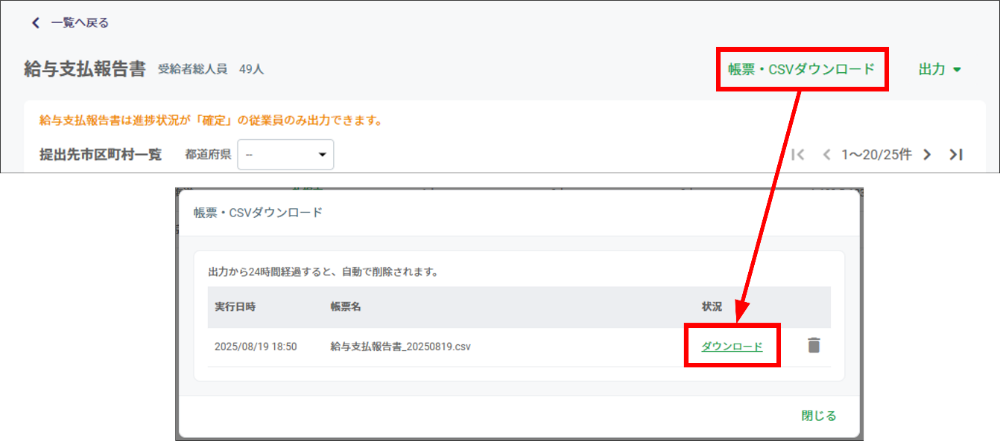 一覧へ戻る
給与支払報告書 受給者総人員 49人 帳票・CSVダウンロード 出力
給与支払報告書は進捗状況が「確定」の従業員のみ出力できます。
提出先市区町村一覧 都道府県 -- 1～20/25件
帳票・CSVダウンロード
出力から24時間経過すると、自動で削除されます。
実行日時 帳票名 状況
2025/08/19 18:50 給与支払報告書_20250819.csv ダウンロード
閉じる